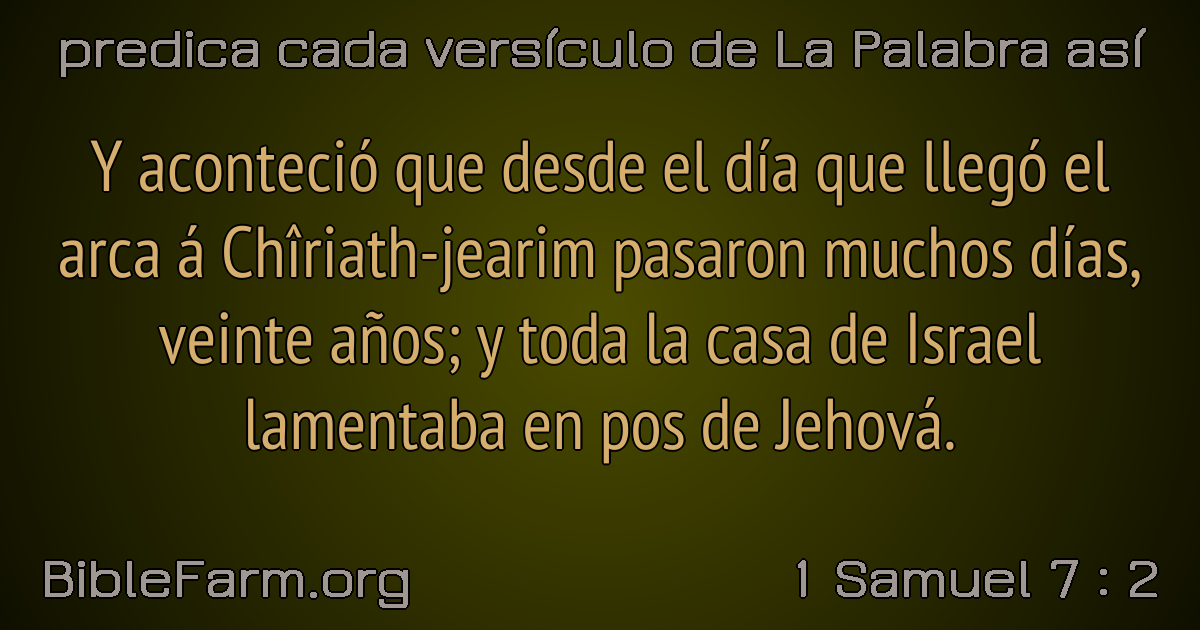 predica cada versículo de La Palabra así
Y aconteció que desde el día que llegó el
arca á Chîriath-jearim pasaron muchos días,
veinte años; y toda la casa de Israel
lamentaba en pos de Jehová.
BibleFarm.org
1 Samuel 7 : 2